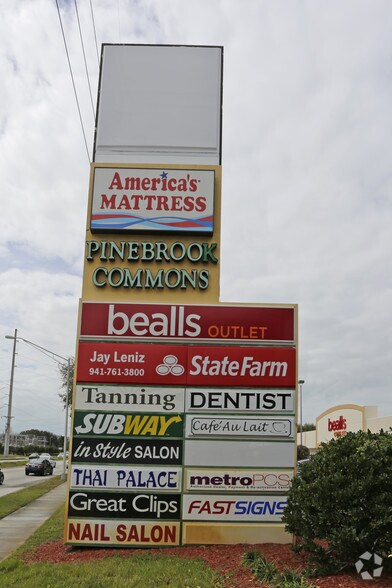 America's
MATTRESS
PINEBROOK
COMMONS
bealls OUTLET
Jay Leniz
941-761-3800
StateFarm
TANNING
DENTIST
SUBWAY
Café Au Lait
in Style SALON
THAI PALACE
metroPCS
Great Clips
FASTSIGNS
NAIL SALON
bealls